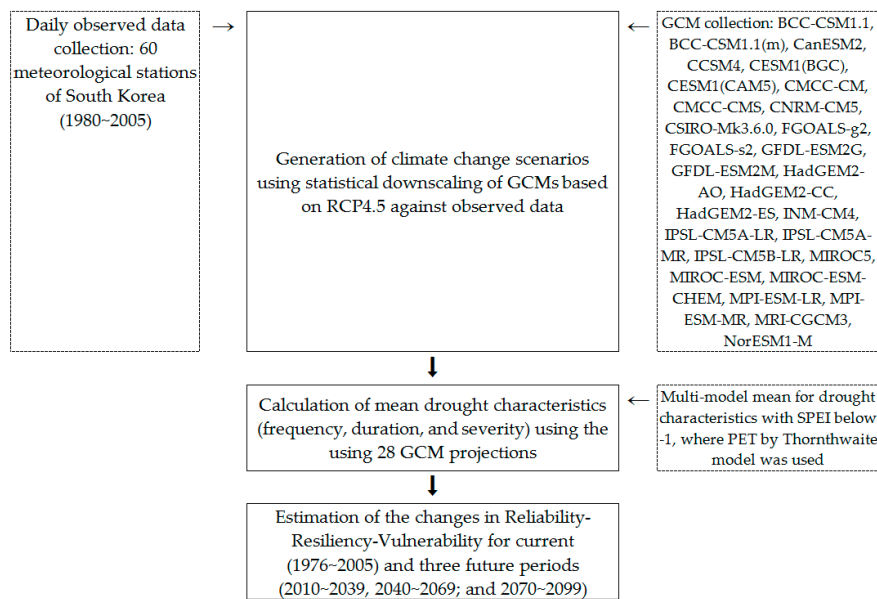 Daily observed data
collection: 60
meteorological stations
of South Korea
(1980~2005)
→
Generation of climate change scenarios
using statistical downscaling of GCMs based
on RCP4.5 against observed data
←
GCM collection: BCC-CSM1.1,
BCC-CSM1.1(m), CanESM2,
CCSM4, CESM1(BGC),
CESM1(CAM5), CMCC-CM,
CMCC-CMS, CNRM-CM5,
CSIRO-Mk3.6.0, FGOALS-g2,
FGOALS-s2, GFDL-ESM2G,
GFDL-ESM2M, HadGEM2-
AO, HadGEM2-CC,
HadGEM2-ES, INM-CM4,
IPSL-CM5A-LR, IPSL-CM5A-
MR, IPSL-CM5B-LR, MIROC5,
MIROC-ESM, MIROC-ESM-
CHEM, MPI-ESM-LR, MPI-
ESM-MR, MRI-CGCM3,
NorESM1-M
Calculation of mean drought characteristics
(frequency, duration, and severity) using the
using 28 GCM projections
←
Multi-model mean for drought
characteristics with SPEI below
-1, where PET by Thornthwaite
model was used
Estimation of the changes in Reliability-
Resiliency-Vulnerability for current
(1976~2005) and three future periods
(2010~2039, 2040~2069; and 2070~2099)